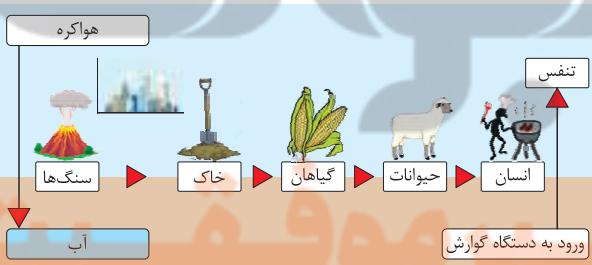 هواکره
تنفس
سنگ‌ها
خاک
گیاهان
حیوانات
انسان
آب
ورود به دستگاه گوارش